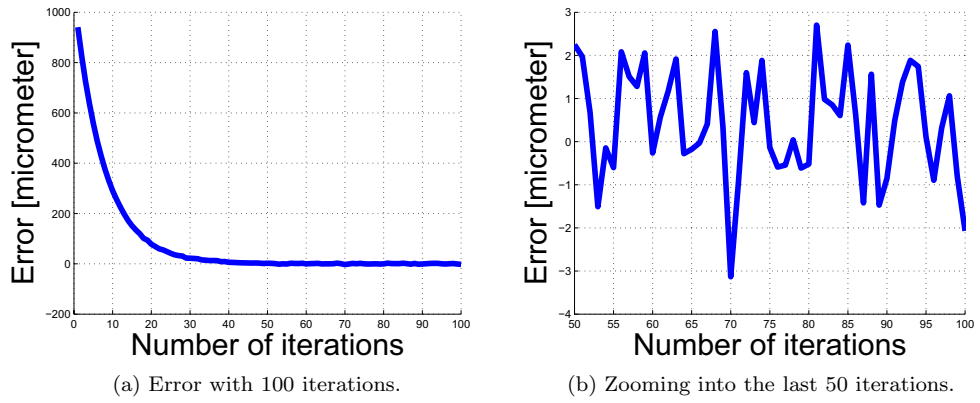 1000
800
600
400
200
0
−200
0 10 20 30 40 50 60 70 80 90 100
Error [micrometer]
Number of iterations
(a) Error with 100 iterations.
3
2
1
0
−1
−2
−3
−4
50 55 60 65 70 75 80 85 90 95 100
Error [micrometer]
Number of iterations
(b) Zooming into the last 50 iterations.